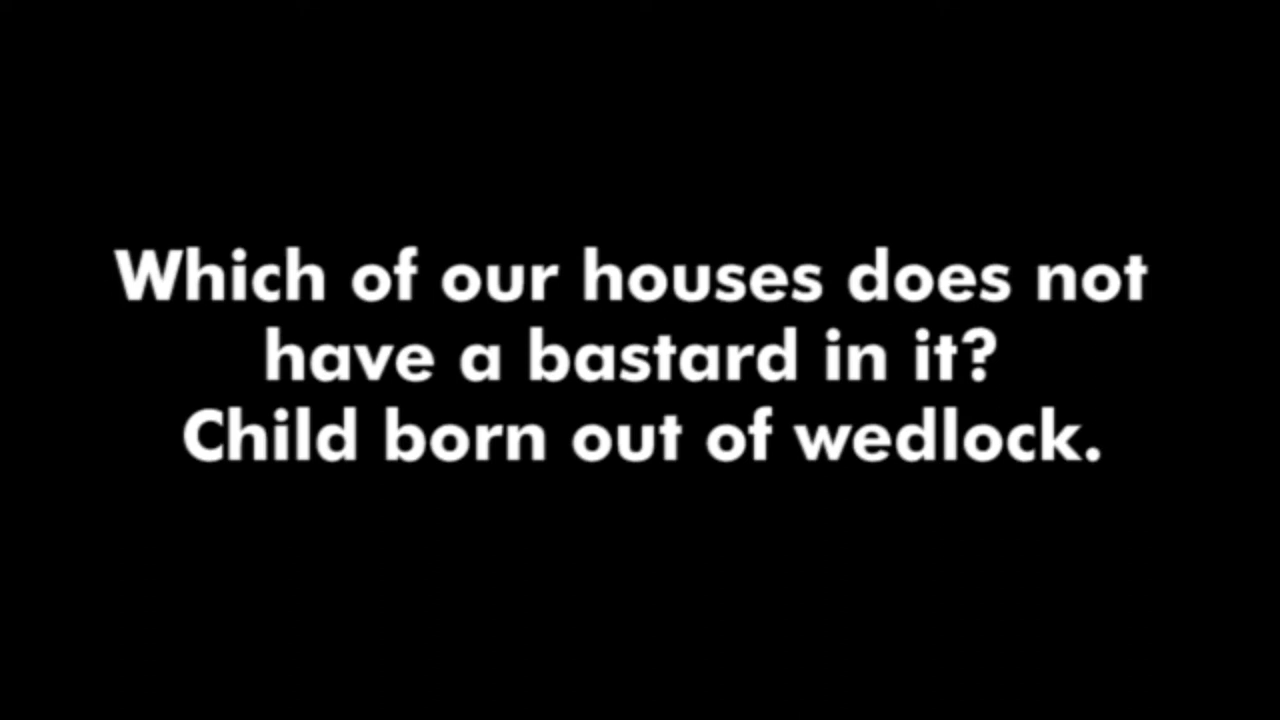 Which of our houses does not
have a bastard in it?
Child born out of wedlock.